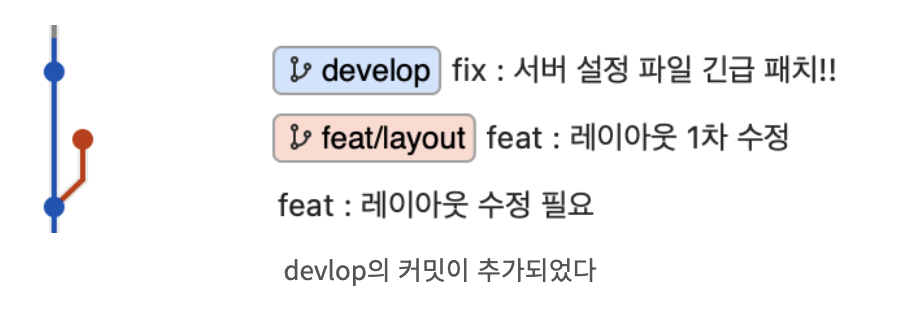 develop fix : 서버 설정 파일 긴급 패치!!
feat/layout feat : 레이아웃 1차 수정
feat : 레이아웃 수정 필요
devlop의 커밋이 추가되었다